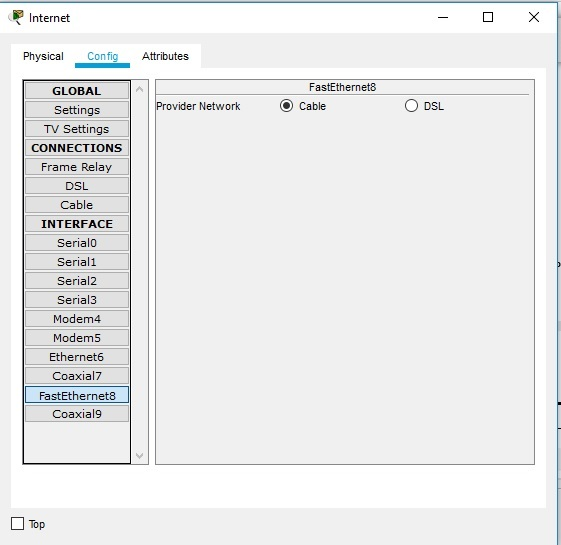 Internet
Physical Config Attributes
GLOBAL
Settings
TV Settings
CONNECTIONS
Frame Relay
DSL
Cable
INTERFACE
Serial0
Serial1
Serial2
Serial3
Modem4
Modem5
Ethernet6
Coaxial7
FastEthernet8
Coaxial9
FastEthernet8
Provider Network Cable DSL
Top